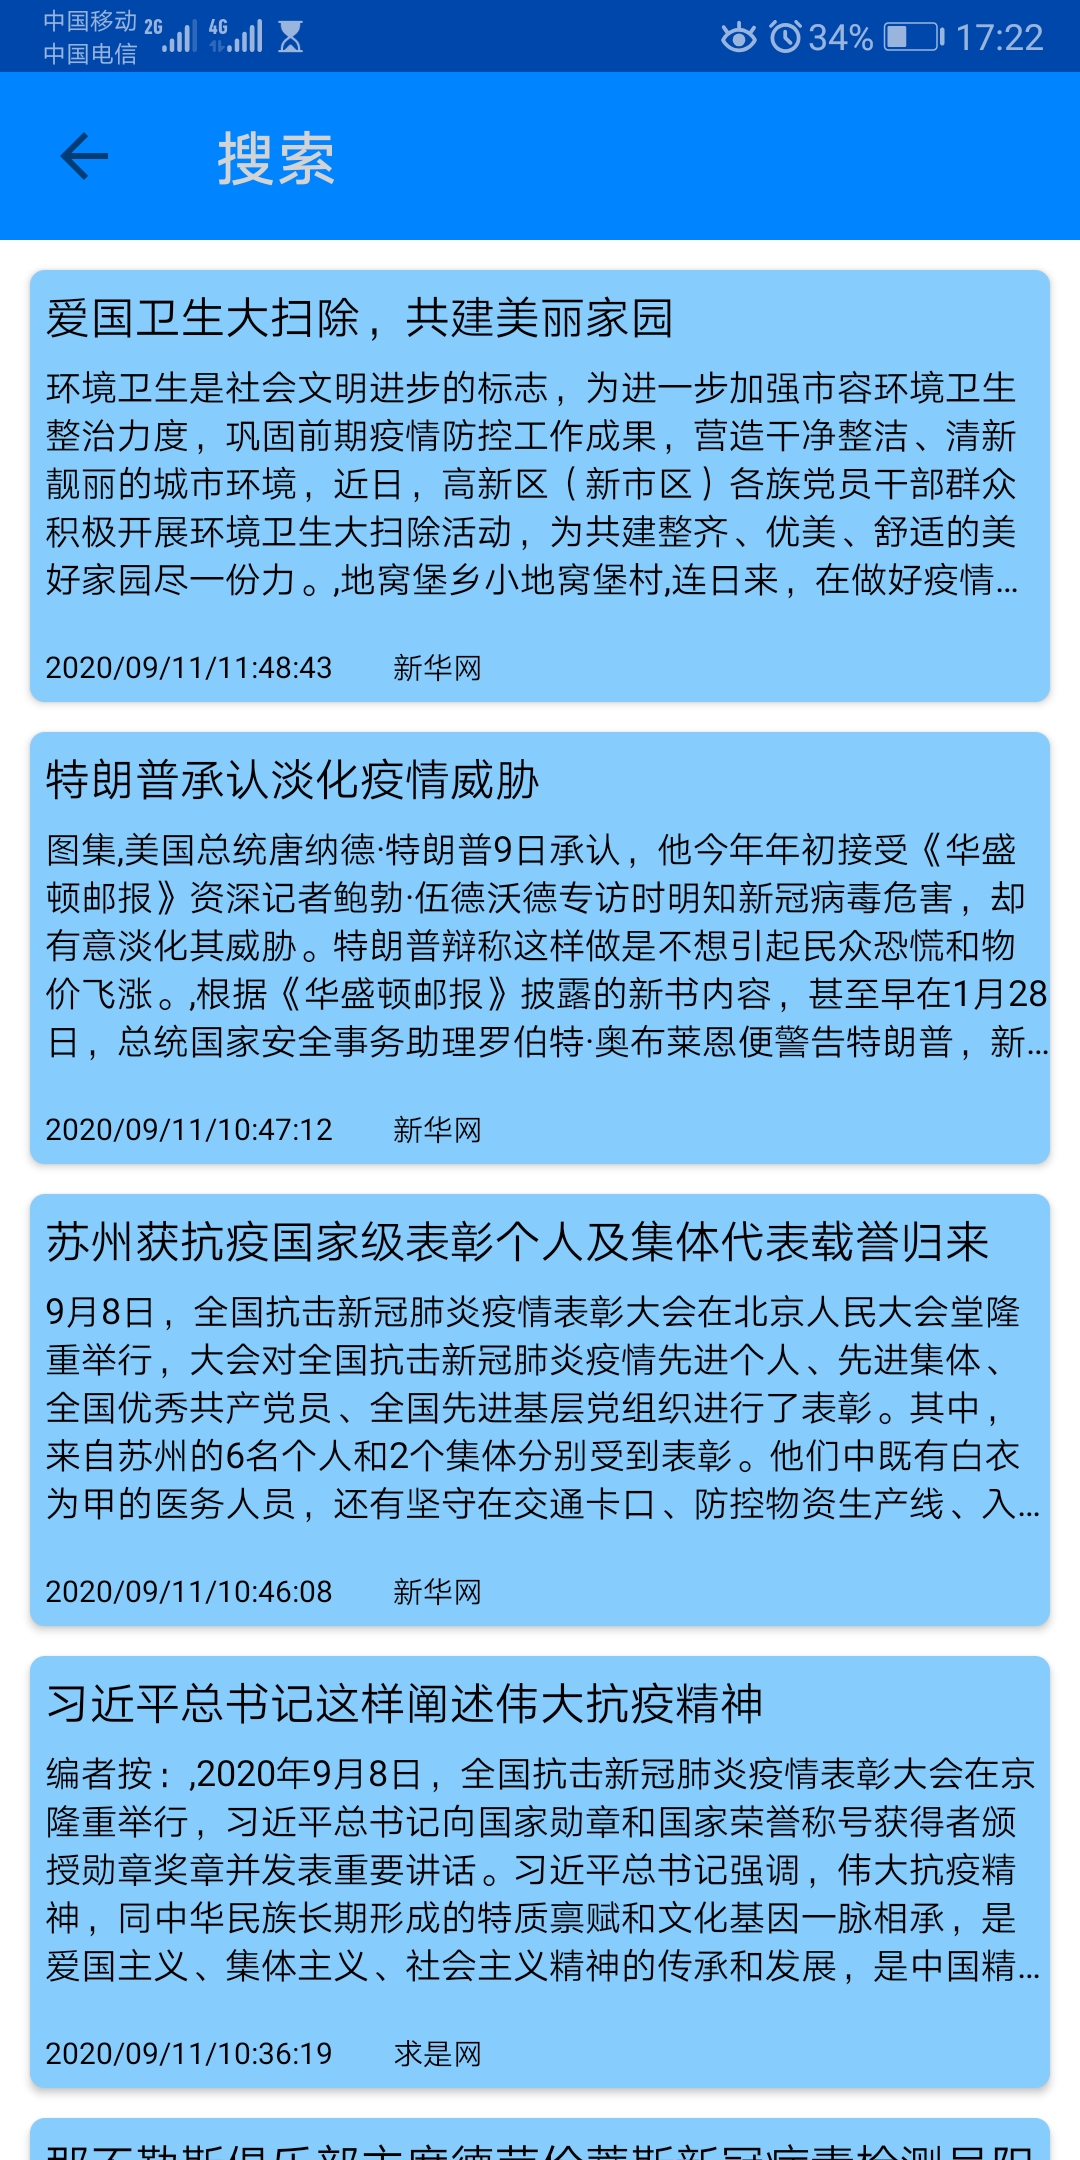 中国移动 2G 4G 34% 17:22
中国电信
搜索
爱国卫生大扫除，共建美丽家园
环境卫生是社会文明进步的标志，为进一步加强市容环境卫生
整治力度，巩固前期疫情防控工作成果，营造干净整洁、清新
靓丽的城市环境，近日，高新区（新市区）各族党员干部群众
积极开展环境卫生大扫除活动，为共建整齐、优美、舒适的美
好家园尽一份力。,地窝堡乡小地窝堡村,连日来，在做好疫情...
2020/09/11/11:48:43 新华网
特朗普承认淡化疫情威胁
图集,美国总统唐纳德·特朗普9日承认，他今年年初接受《华盛
顿邮报》资深记者鲍勃·伍德沃德专访时明知新冠病毒危害，却
有意淡化其威胁。特朗普辩称这样做是不想引起民众恐慌和物
价飞涨。,根据《华盛顿邮报》披露的新书内容，甚至早在1月28
日，总统国家安全事务助理罗伯特·奥布莱恩便警告特朗普，新...
2020/09/11/10:47:12 新华网
苏州获抗疫国家级表彰个人及集体代表载誉归来
9月8日，全国抗击新冠肺炎疫情表彰大会在北京人民大会堂隆
重举行，大会对全国抗击新冠肺炎疫情先进个人、先进集体、
全国优秀共产党员、全国先进基层党组织进行了表彰。其中，
来自苏州的6名个人和2个集体分别受到表彰。他们中既有白衣
为甲的医务人员，还有坚守在交通卡口、防控物资生产线、入...
2020/09/11/10:46:08 新华网
习近平总书记这样阐述伟大抗疫精神
编者按：,2020年9月8日，全国抗击新冠肺炎疫情表彰大会在京
隆重举行，习近平总书记向国家勋章和国家荣誉称号获得者颁
授勋章奖章并发表重要讲话。习近平总书记强调，伟大抗疫精
神，同中华民族长期形成的特质禀赋和文化基因一脉相承，是
爱国主义、集体主义、社会主义精神的传承和发展，是中国精...
2020/09/11/10:36:19 求是网
那不勒斯俱乐部主席德劳伦蒂斯新冠病毒检测呈阳